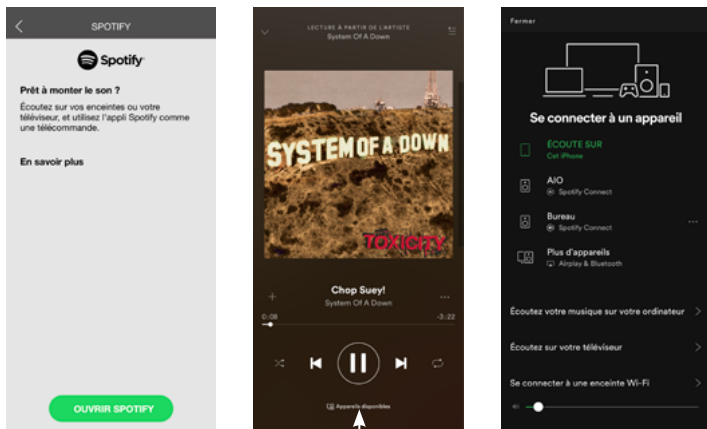 SPOTIFY
Spotify
Prêt à monter le son ?
Écoutez sur vos enceintes ou votre
téléviseur, et utilisez l'appli Spotify comme
une télécommande.
En savoir plus
OUVRIR SPOTIFY
LECTURE À PARTIR DE L'ARTISTE
System Of A Down
SYSTEM OF A DOWN
TOXICITY
Chop Suey!
System Of A Down
0:08
-3:22
Appareils disponibles
Fermer
Se connecter à un appareil
ÉCOUTE SUR
Cet iPhone
AIO
Spotify Connect
Bureau
Spotify Connect
Plus d'appareils
Airplay & Bluetooth
Écoutez votre musique sur votre ordinateur
Écoutez sur votre téléviseur
Se connecter à une enceinte Wi-Fi